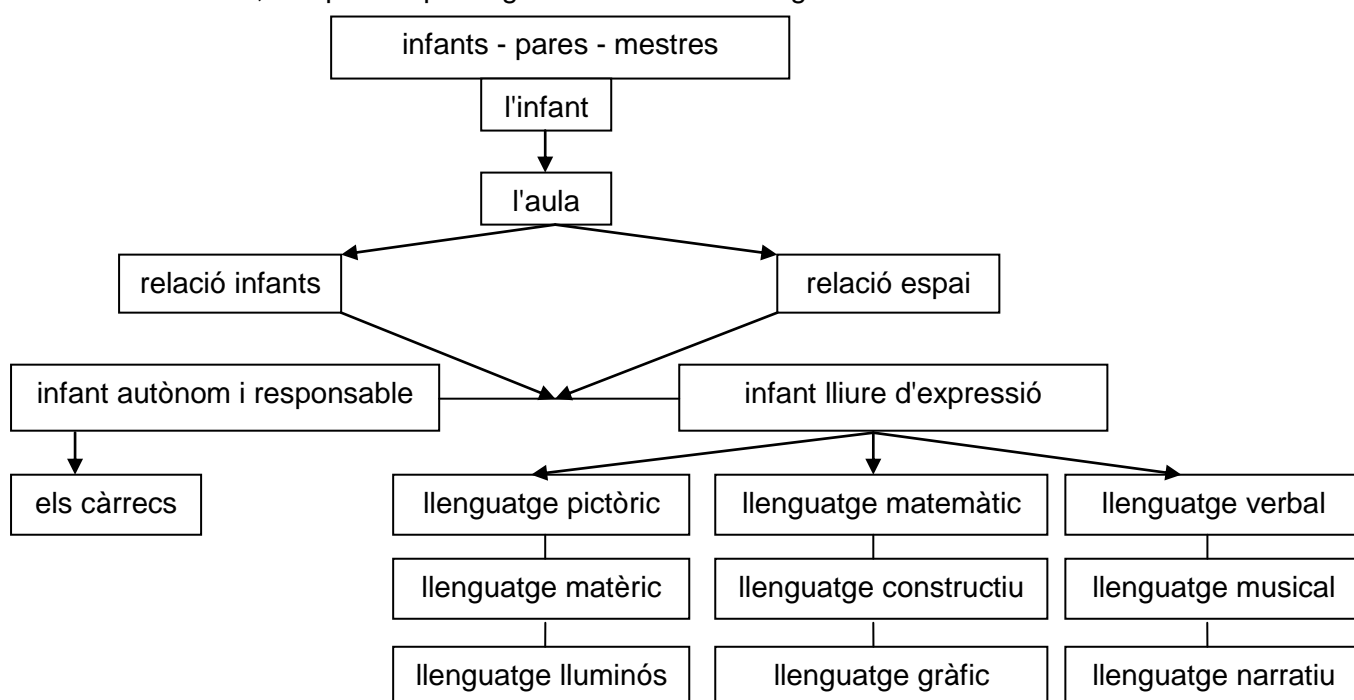 infants - pares - mestres
l'infant
l'aula
relació infants
relació espai
infant autònom i responsable
infant lliure d'expressió
els càrrecs
llenguatge pictòric
llenguatge matemàtic
llenguatge verbal
llenguatge matèric
llenguatge constructiu
llenguatge musical
llenguatge lluminós
llenguatge gràfic
llenguatge narratiu